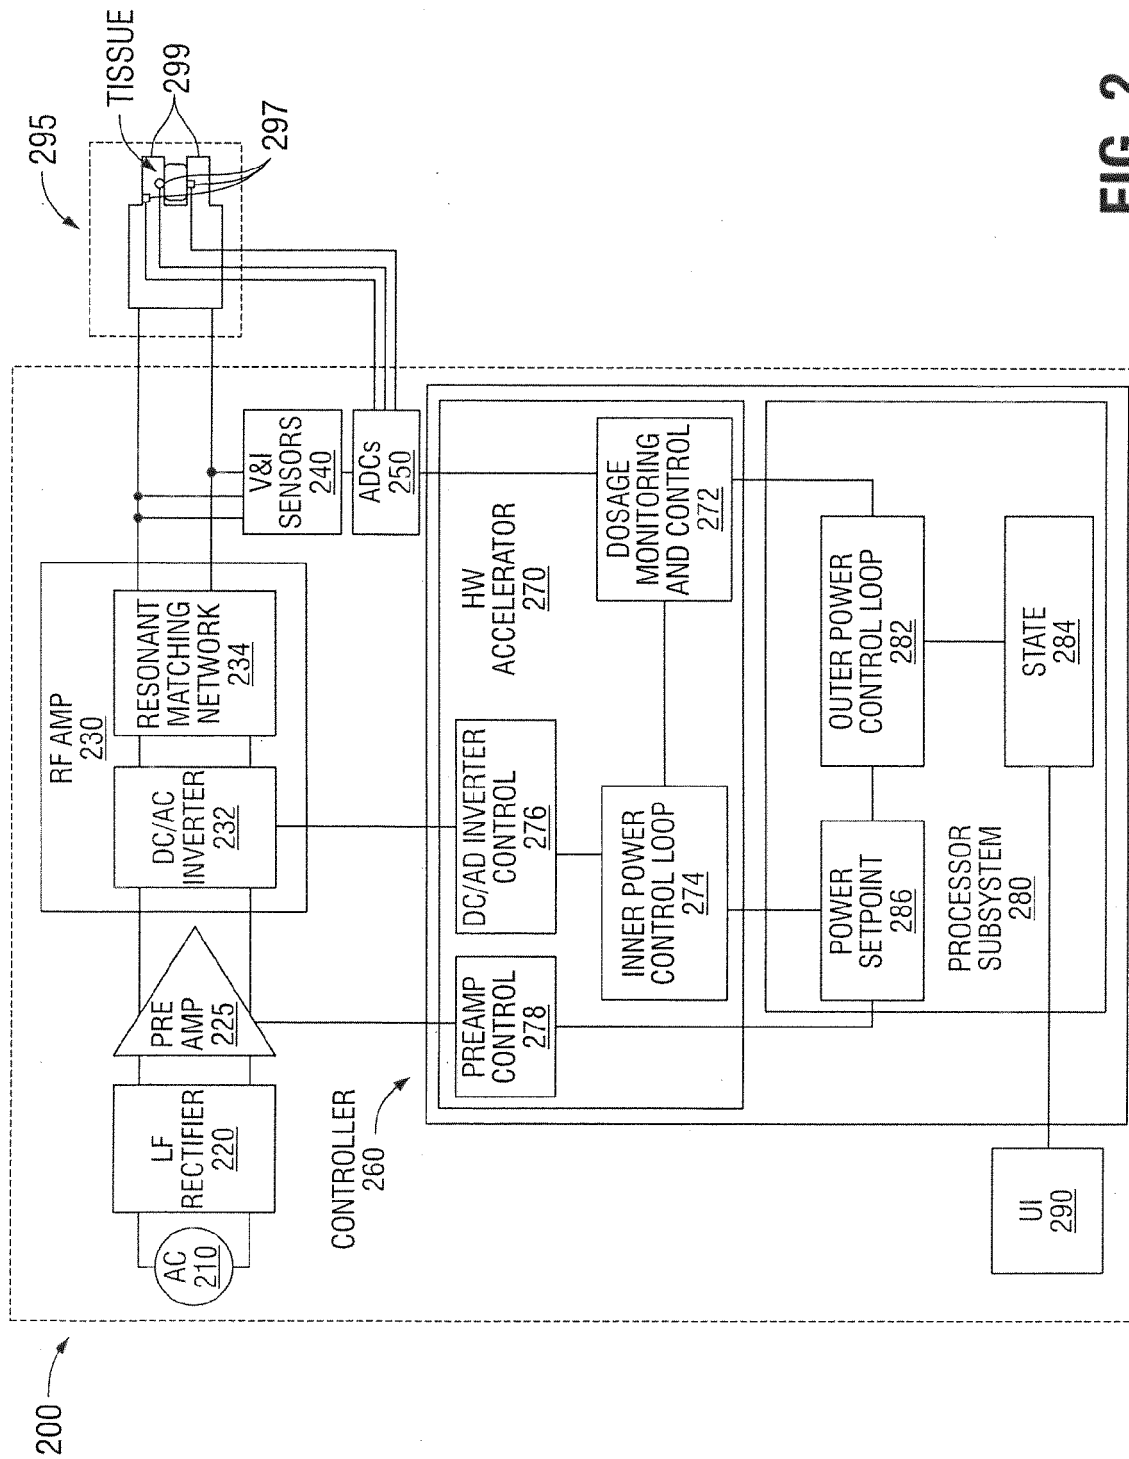 200
AC
210
LF
RECTIFIER
220
PRE
AMP
225
RF AMP
230
DC/AC
INVERTER
232
RESONANT
MATCHING
NETWORK
234
295
TISSUE
299
297
V&I
SENSORS
240
ADCs
250
CONTROLLER
260
PREAMP
CONTROL
278
DC/AD INVERTER
CONTROL
276
HW
ACCELERATOR
270
INNER POWER
CONTROL LOOP
274
DOSAGE
MONITORING
AND CONTROL
272
POWER
SETPOINT
286
OUTER POWER
CONTROL LOOP
282
PROCESSOR
SUBSYSTEM
280
STATE
284
UI
290
FIG. 2